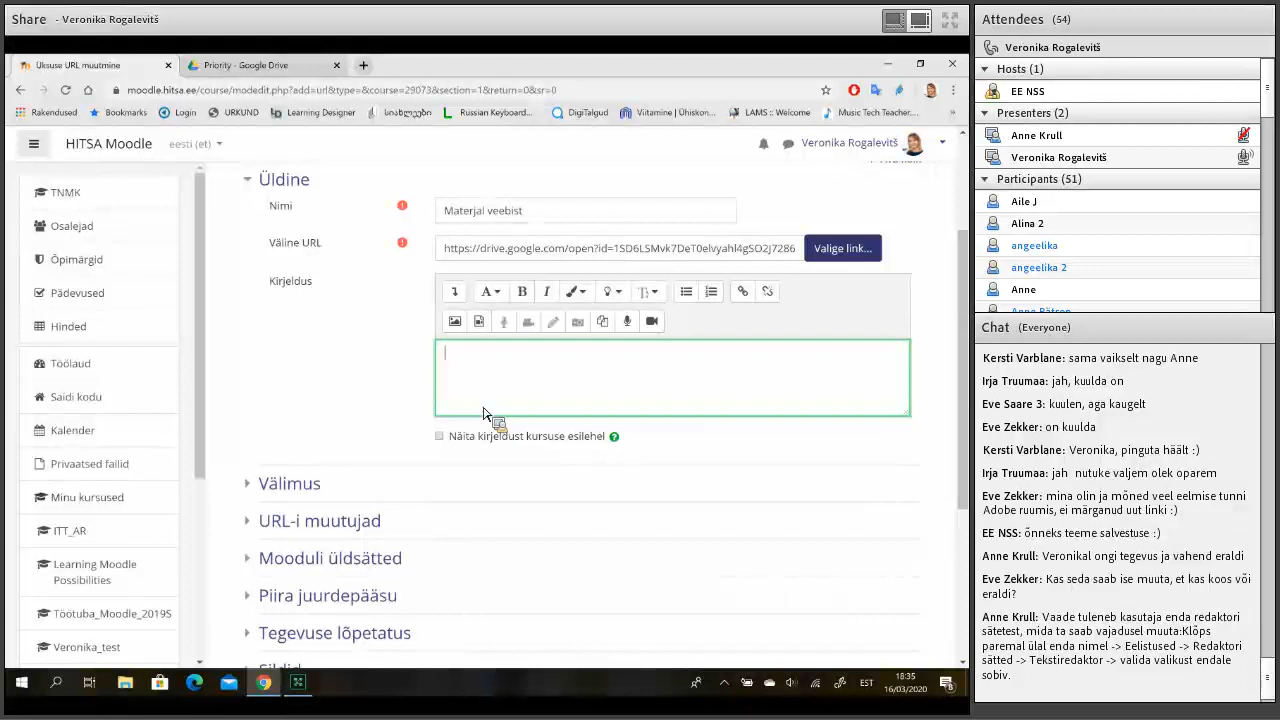 Share - Veronika Rogalevitš
Üksuse URL muutmine
Priority - Google Drive
moodle.hitsa.ee/course/modedit.php?add=url&type=&course=29073&section=1&return=0&sr=0
Rakendused
Bookmarks
Login
URKUND
Learning Designer
სახელოვნებო
Russian Keyboard...
DigiTalgud
Viitamine | Ühiskon...
LAMS :: Welcome
Music Tech Teacher,...
HITSA Moodle
eesti (et)
Veronika Rogalevitš
TNMK
Osalejad
Õpimärgid
Pädevused
Hinded
Töölaud
Saidi kodu
Kalender
Privaatsed failid
Minu kursused
ITT_AR
Learning Moodle
Possibilities
Töötuba_Moodle_2019S
Veronika_test
Üldine
Nimi
Materjal veebist
Väline URL
https://drive.google.com/open?id=1SD6LSMvk7DeT0elvyahl4gSO2J7286
Valige link...
Kirjeldus
Näita kirjeldust kursuse esilehel
Välimus
URL-i muutujad
Mooduli üldsätted
Piira juurdepääsu
Tegevuse lõpetatus
Sildid
EST
18:35
16/03/2020
8
Attendees (54)
Veronika Rogalevitš
Hosts (1)
EE NSS
Presenters (2)
Anne Krull
Veronika Rogalevitš
Participants (51)
Aile J
Alina 2
angeelika
angeelika 2
Anne
Anne Rätsep
Chat (Everyone)
Kersti Varblane: sama vaikselt nagu Anne
Irja Truumaa: jah, kuulda on
Eve Saare 3: kuulen, aga kaugelt
Eve Zekker: on kuulda
Kersti Varblane: Veronika, pinguta häält :)
Irja Truumaa: jah nutuke valjem olek oparem
Eve Zekker: mina olin ja mõned veel eelmise tunni
Adobe ruumis, ei märganud uut linki :)
EE NSS: õnneks teeme salvestuse :)
Anne Krull: Veronikal ongi tegevus ja vahend eraldi
Eve Zekker: Kas seda saab ise muuta, et kas koos või
eraldi?
Anne Krull: Vaade tuleneb kasutaja enda redaktori
sätetest, mida ta saab vajadusel muuta:Klõps
paremal ülal enda nimel -> Eelistused -> Redaktori
sätted -> Tekstiredaktor -> valida valikust endale
sobiv.